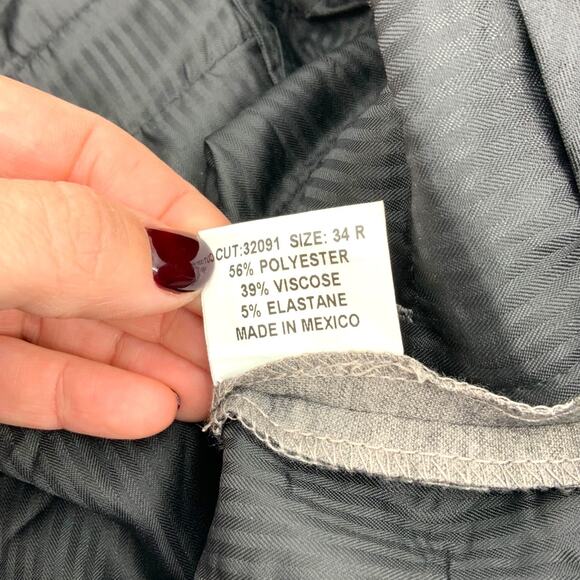 CUT:32091 SIZE: 34 R
56% POLYESTER
39% VISCOSE
5% ELASTANE
MADE IN MEXICO